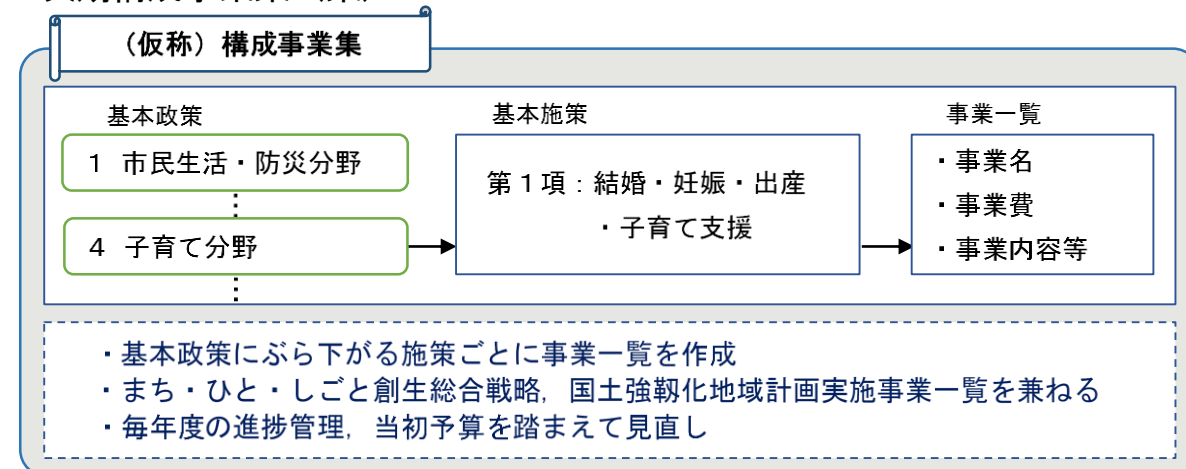 （仮称）構成事業集
基本政策
基本施策
事業一覧
1 市民生活・防災分野
4 子育て分野
第１項：結婚・妊娠・出産
・子育て支援
・事業名
・事業費
・事業内容等
・基本政策にぶら下がる施策ごとに事業一覧を作成
・まち・ひと・しごと創生総合戦略，国土強靱化地域計画実施事業一覧を兼ねる
・毎年度の進捗管理，当初予算を踏まえて見直し